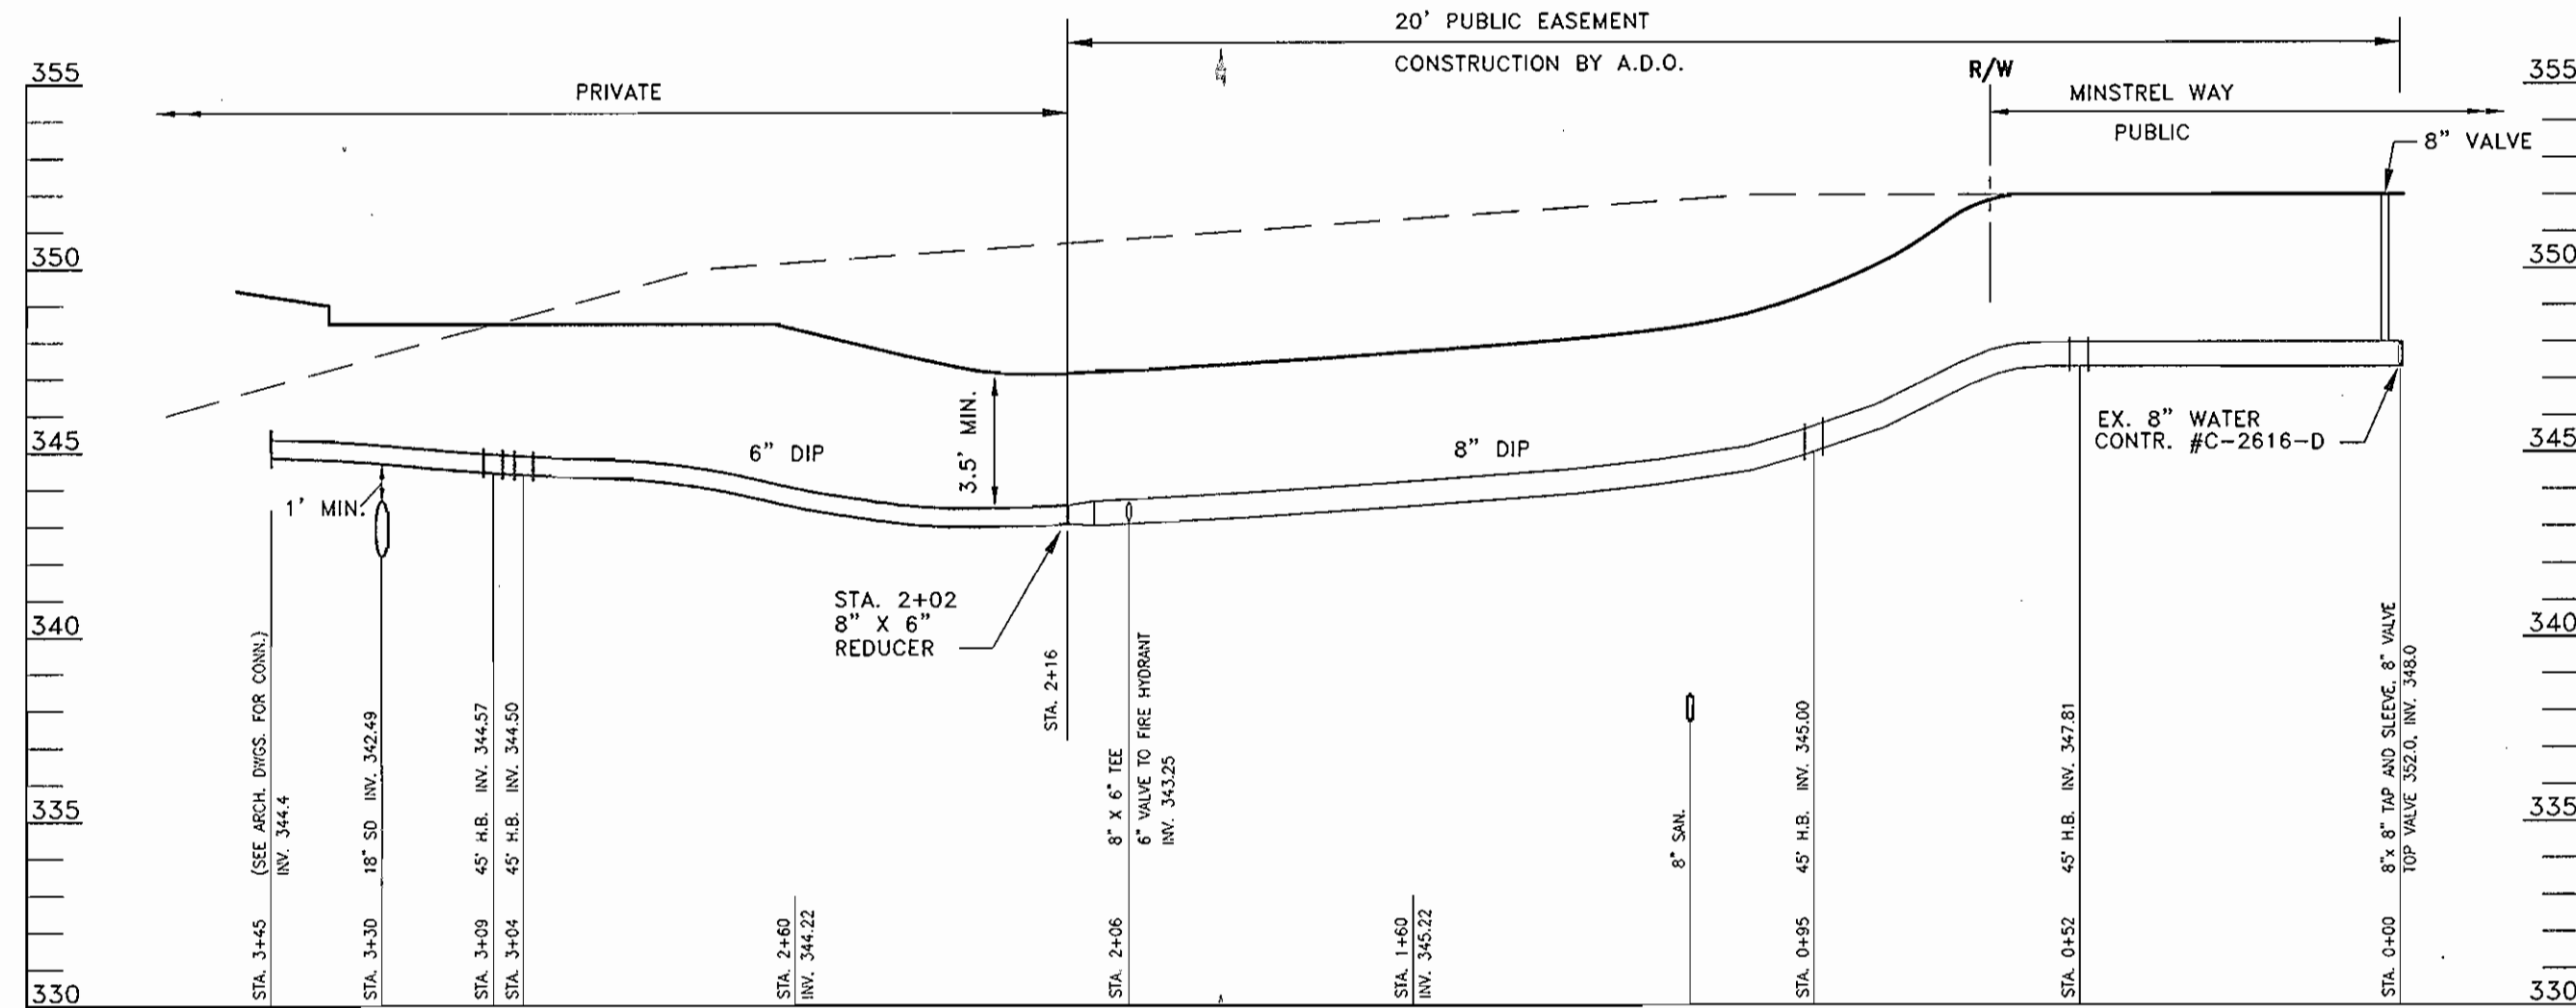 20' PUBLIC EASEMENT
CONSTRUCTION BY A.D.O.
R/W
PRIVATE
MINSTREL WAY
PUBLIC
8" VALVE
355
355
350
350
345
345
340
340
335
335
330
330
6" DIP
3.5' MIN.
8" DIP
1' MIN.
EX. 8" WATER
CONTR. #C-2616-D
STA. 2+02
8" X 6"
REDUCER
STA. 3+45 (SEE ARCH. DWGS. FOR CONN.)
INV. 344.4
STA. 3+30 18" SD INV. 342.49
STA. 3+09 45° H.B. INV. 344.57
STA. 3+04 45° H.B. INV. 344.50
STA. 2+60
INV. 344.22
STA. 2+16
STA. 2+06 8" X 6" TEE
6" VALVE TO FIRE HYDRANT
INV. 343.25
STA. 1+60
INV. 345.22
8" SAN.
STA. 0+95 45° H.B. INV. 345.00
STA. 0+52 45° H.B. INV. 347.81
STA. 0+00 8"x 8" TAP AND SLEEVE, 8" VALVE
TOP VALVE 352.0, INV. 348.0